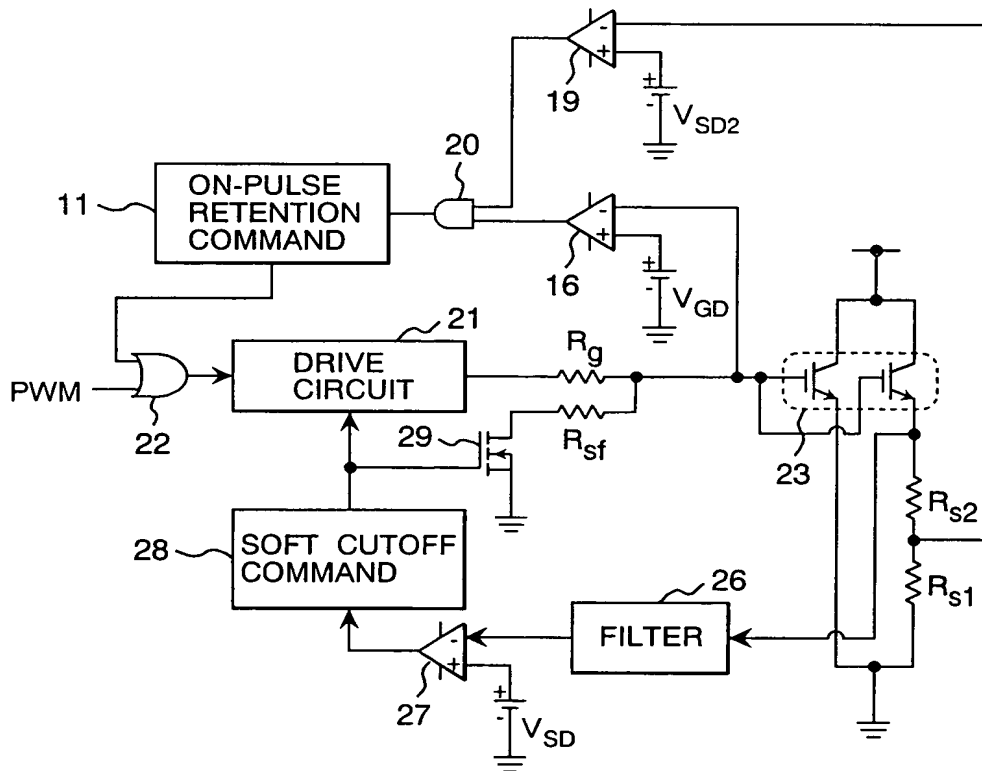 -
+
19
+
-
V_SD2
20
11
ON-PULSE
RETENTION
COMMAND
-
+
16
+
-
V_GD
21
DRIVE
CIRCUIT
R_g
PWM
22
29
R_sf
23
R_s2
28
SOFT CUTOFF
COMMAND
R_s1
26
FILTER
-
+
27
+
-
V_SD